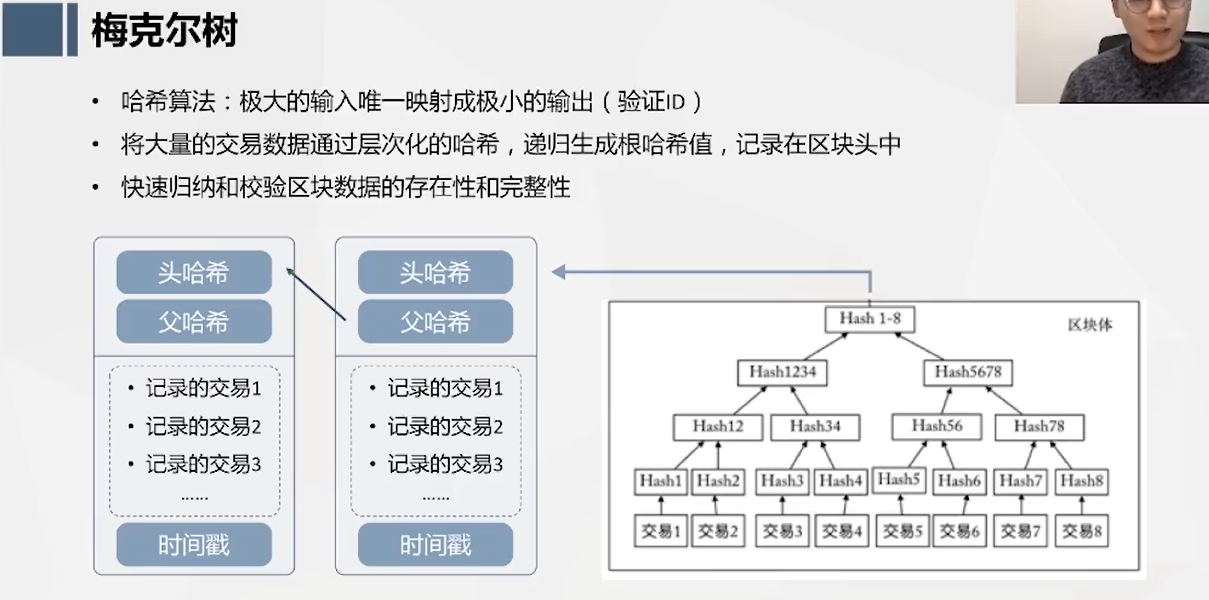 梅克尔树
• 哈希算法：极大的输入唯一映射成极小的输出（验证ID）
• 将大量的交易数据通过层次化的哈希，递归生成根哈希值，记录在区块头中
• 快速归纳和校验区块数据的存在性和完整性
头哈希
父哈希
• 记录的交易1
• 记录的交易2
• 记录的交易3
……
时间戳
头哈希
父哈希
• 记录的交易1
• 记录的交易2
• 记录的交易3
……
时间戳
区块体
Hash 1-8
Hash1234 Hash5678
Hash12 Hash34 Hash56 Hash78
Hash1 Hash2 Hash3 Hash4 Hash5 Hash6 Hash7 Hash8
交易1 交易2 交易3 交易4 交易5 交易6 交易7 交易8